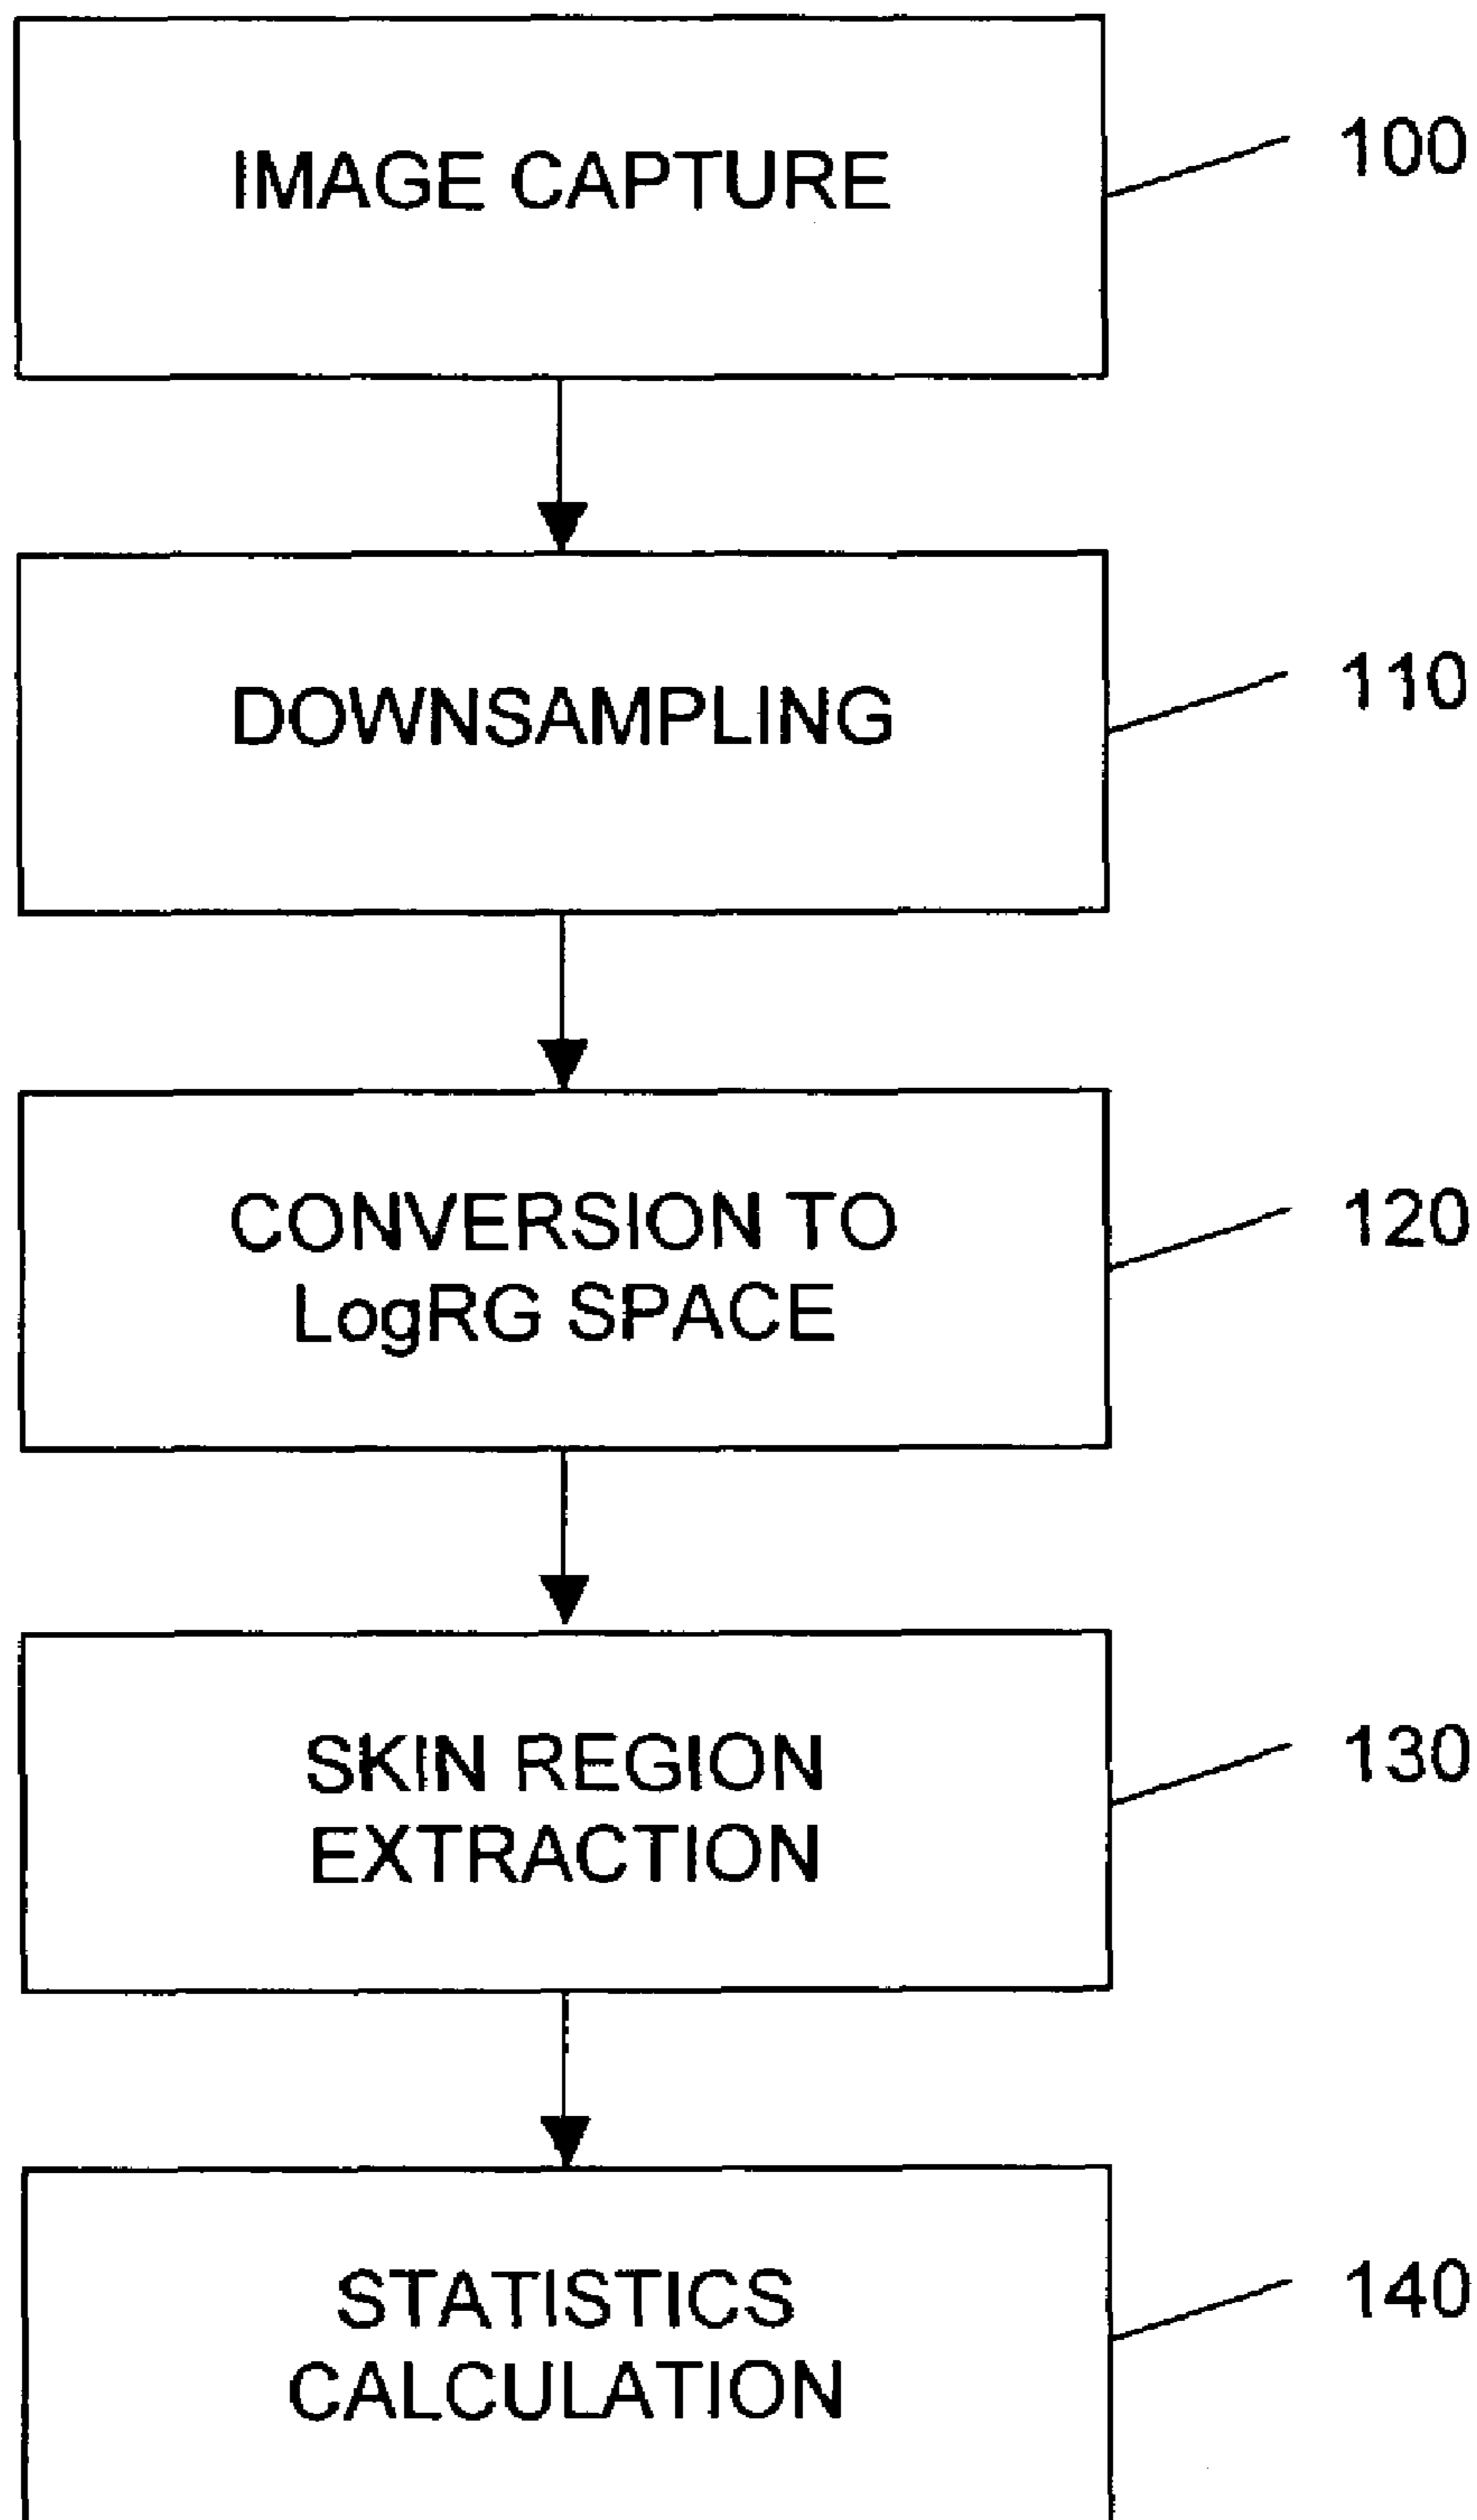 IMAGE CAPTURE
100
DOWNSAMPLING
110
CONVERSION TO
LogRG SPACE
120
SKIN REGION
EXTRACTION
130
STATISTICS
CALCULATION
140